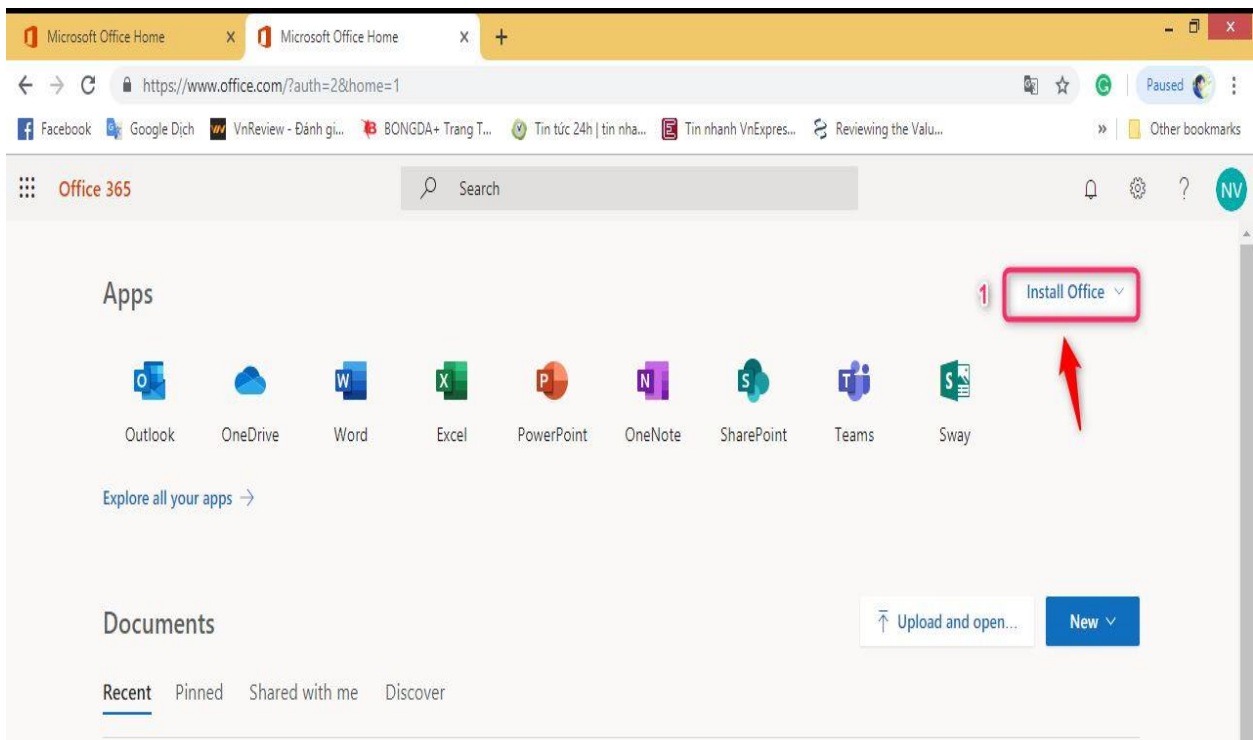 Microsoft Office Home Microsoft Office Home
https://www.office.com/?auth=2&home=1 Paused
Facebook Google Dịch VnReview - Đánh gi... BONGDA+ Trang T... Tin tức 24h | tin nha... Tin nhanh VnExpres... Reviewing the Valu... » Other bookmarks
Office 365 Search ? NV
Apps 1 Install Office
Outlook OneDrive Word Excel PowerPoint OneNote SharePoint Teams Sway
Explore all your apps →
Documents Upload and open... New
Recent Pinned Shared with me Discover